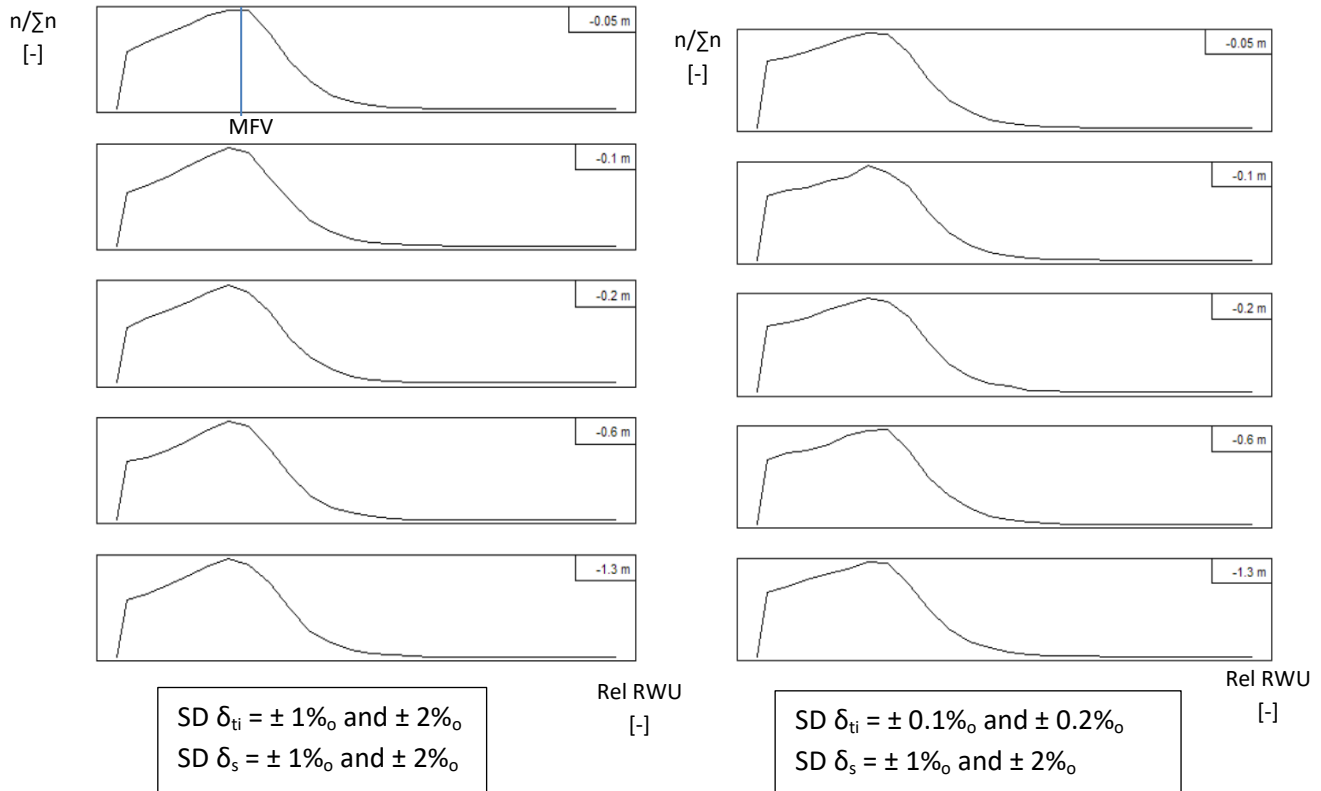 n/∑n
[-]
-0.05 m
MFV
-0.1 m
-0.2 m
-0.6 m
-1.3 m
Rel RWU
[-]
SD δti = ± 1%o and ± 2%o
SD δs = ± 1%o and ± 2%o
n/∑n
[-]
-0.05 m
-0.1 m
-0.2 m
-0.6 m
-1.3 m
Rel RWU
[-]
SD δti = ± 0.1%o and ± 0.2%o
SD δs = ± 1%o and ± 2%o